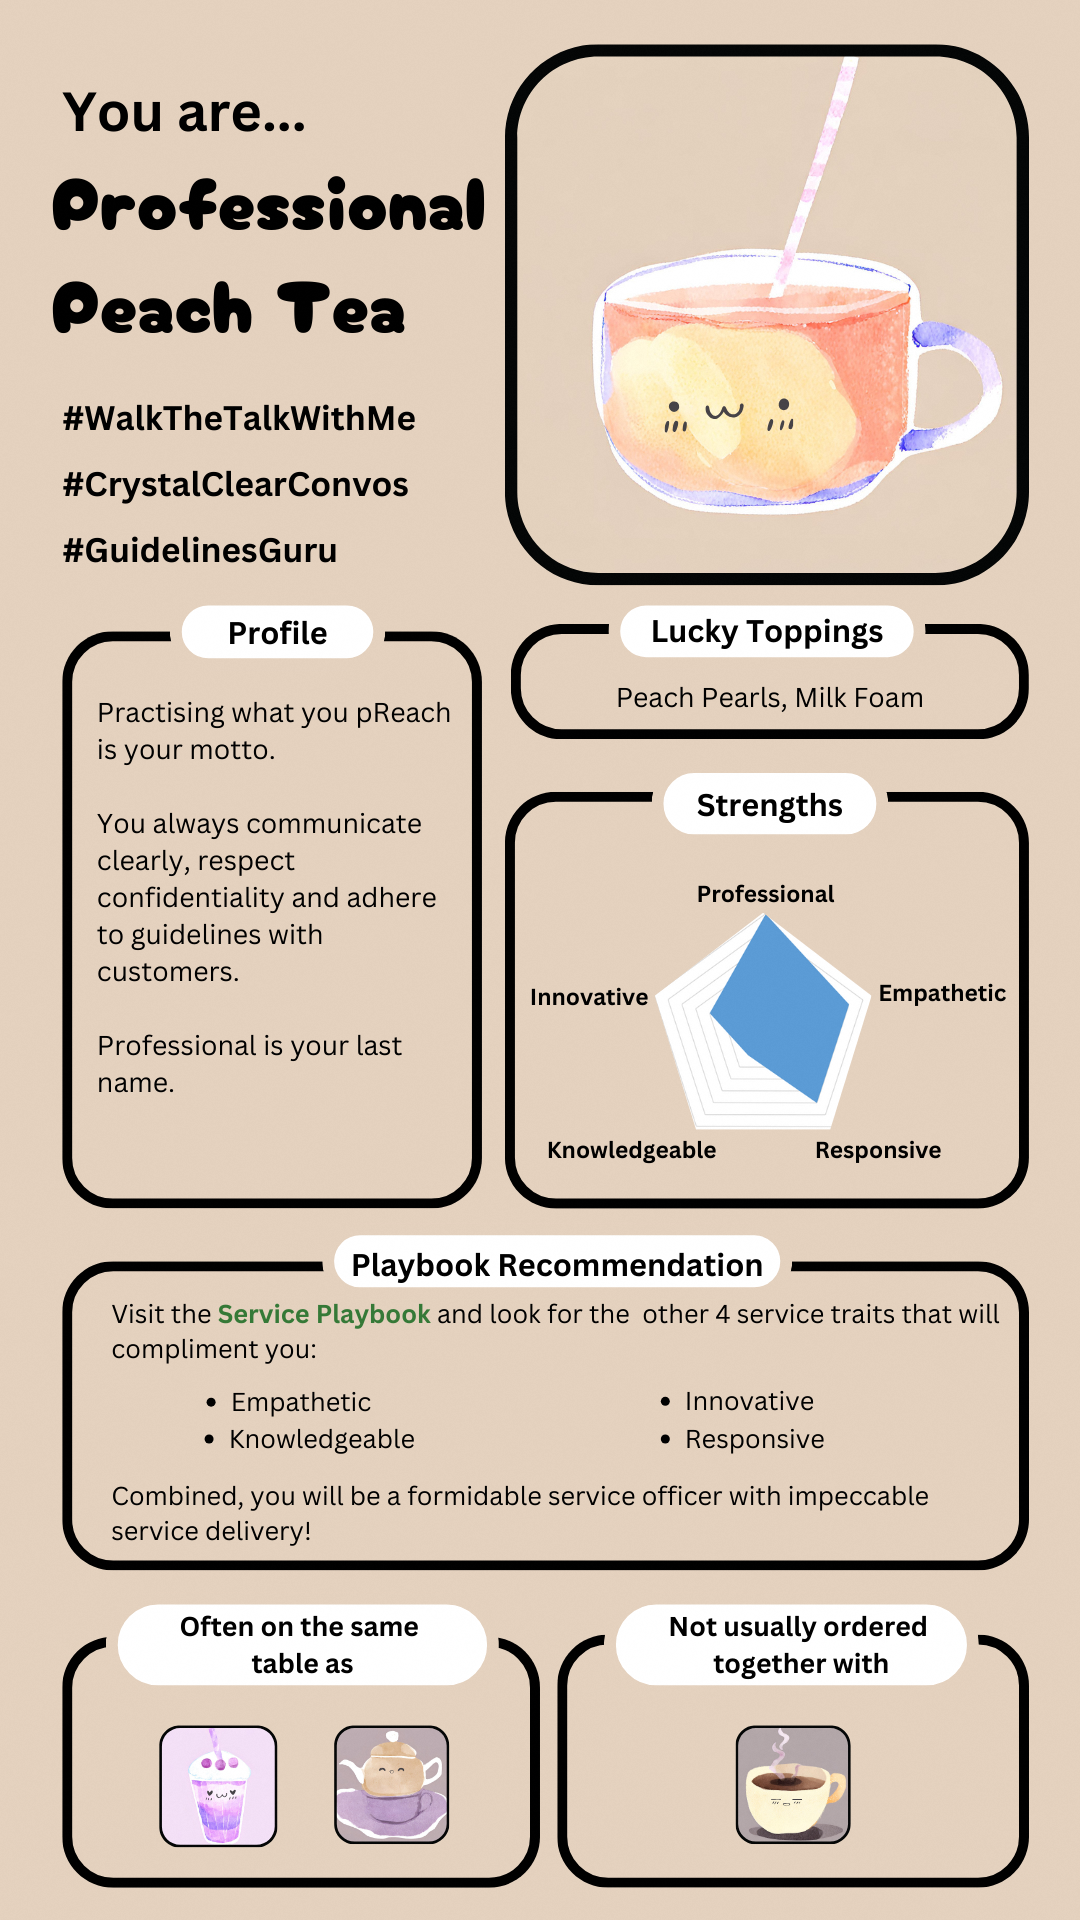 You are...
Professional
Peach Tea
#WalkTheTalkWithMe
#CrystalClearConvos
#GuidelinesGuru
Profile
Practising what you pReach
is your motto.
You always communicate
clearly, respect
confidentiality and adhere
to guidelines with
customers.
Professional is your last
name.
Lucky Toppings
Peach Pearls, Milk Foam
Strengths
Professional
Innovative
Empathetic
Knowledgeable
Responsive
Playbook Recommendation
Visit the Service Playbook and look for the  other 4 service traits that will
compliment you:
• Empathetic
• Knowledgeable
• Innovative
• Responsive
Combined, you will be a formidable service officer with impeccable
service delivery!
Often on the same
table as
Not usually ordered
together with